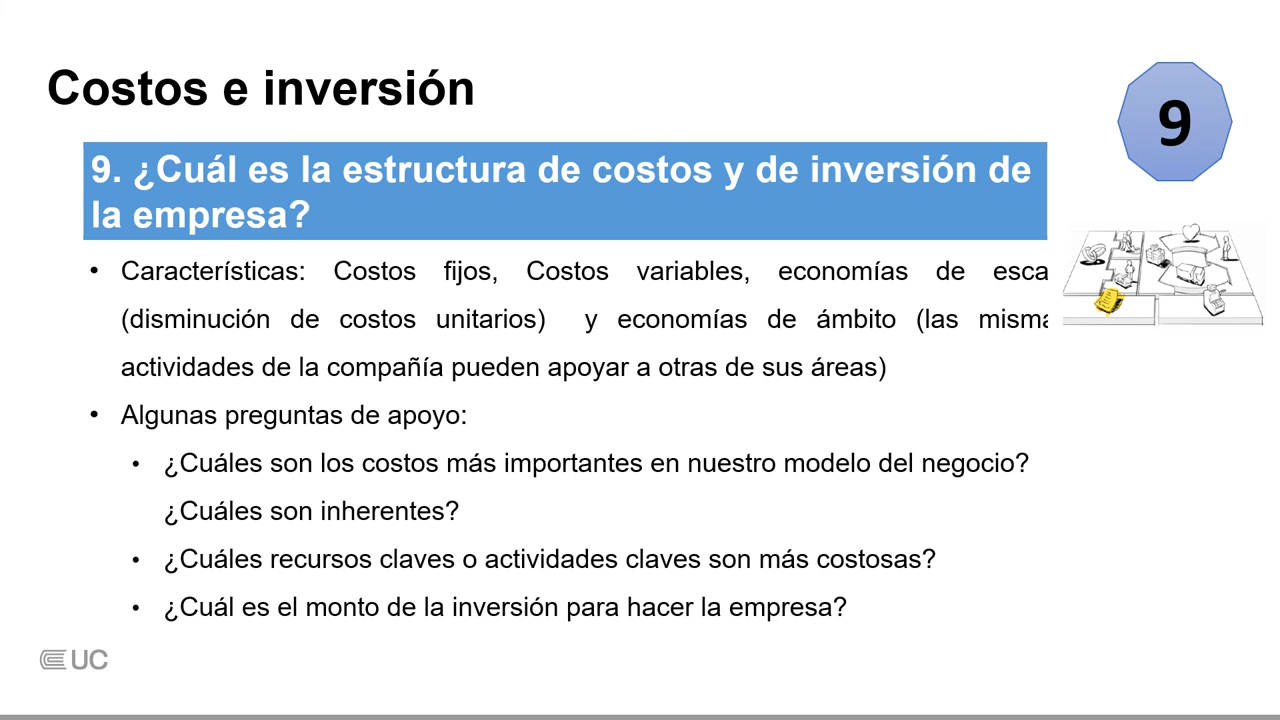 Costos e inversión
9
9. ¿Cuál es la estructura de costos y de inversión de
la empresa?
• Características: Costos fijos, Costos variables, economías de esca
(disminución de costos unitarios) y economías de ámbito (las misma
actividades de la compañía pueden apoyar a otras de sus áreas)
• Algunas preguntas de apoyo:
• ¿Cuáles son los costos más importantes en nuestro modelo del negocio?
¿Cuáles son inherentes?
• ¿Cuáles recursos claves o actividades claves son más costosas?
• ¿Cuál es el monto de la inversión para hacer la empresa?
UC